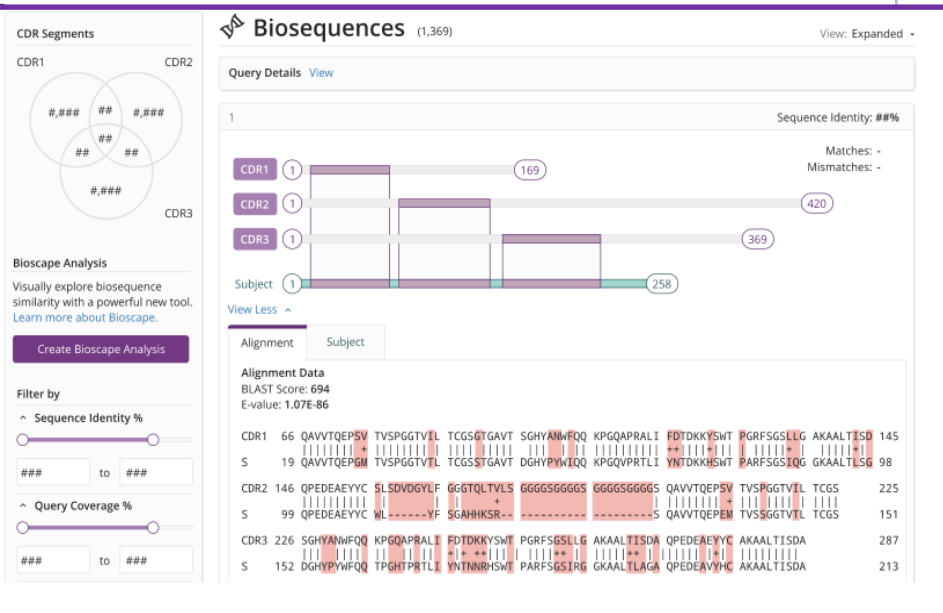 CDR Segments
CDR1
CDR2
#,###
##
#,###
##
##
##
#,###
CDR3
Bioscape Analysis
Visually explore biosequence
similarity with a powerful new tool.
Learn more about Bioscape.
Create Bioscape Analysis
Filter by
Sequence Identity %
###
to
###
Query Coverage %
###
to
###
Biosequences (1,369)
View: Expanded
Query Details View
1
Sequence Identity: ##%
Matches: -
Mismatches: -
CDR1 1 169
CDR2 1 420
CDR3 1 369
Subject 1 258
View Less
Alignment
Subject
Alignment Data
BLAST Score: 694
E-value: 1.07E-86
CDR1 66 QAVVTQEPSV TVSPGGTVIL TCGSGTGAVT SGHYANWFQQ KPGQAPRALI FDTDKKYSWT PGRFSGSLLG AKAALTISD 145
S 19 QAVVTQEPGM TVSPGGTVTL TCGSSTGAVT DGHYPYWIQQ KPGQVPRTLI YNTDKKHSWT PARFSGSIQG GKAALTLSG 98
CDR2 146 QPEDEAEYYC SLSDVDGYLF GGGTQLTVLS GGGGSGGGGS GGGGSGGGGS QAVVTQEPSV TVSPGGTVIL TCGS 225
S 99 QPEDEAEYYC WL-------YF SGAHHKSR-- ---------- ---------S QAVVTQEPEM TVSSGGTVTL TCGS 151
CDR3 226 SGHYANWFQQ KPGQAPRALI FDTDKKYSWT PGRFSGSLLG AKAALTISDA QPEDEAEYYC AKAALTISDA 287
S 152 DGHYPYWFQQ TPGHTPRTLI YNTNNRHSWT PARFSGSIRG GKAALTLAGA QPEDEAVYHC AKAALTISDA 213